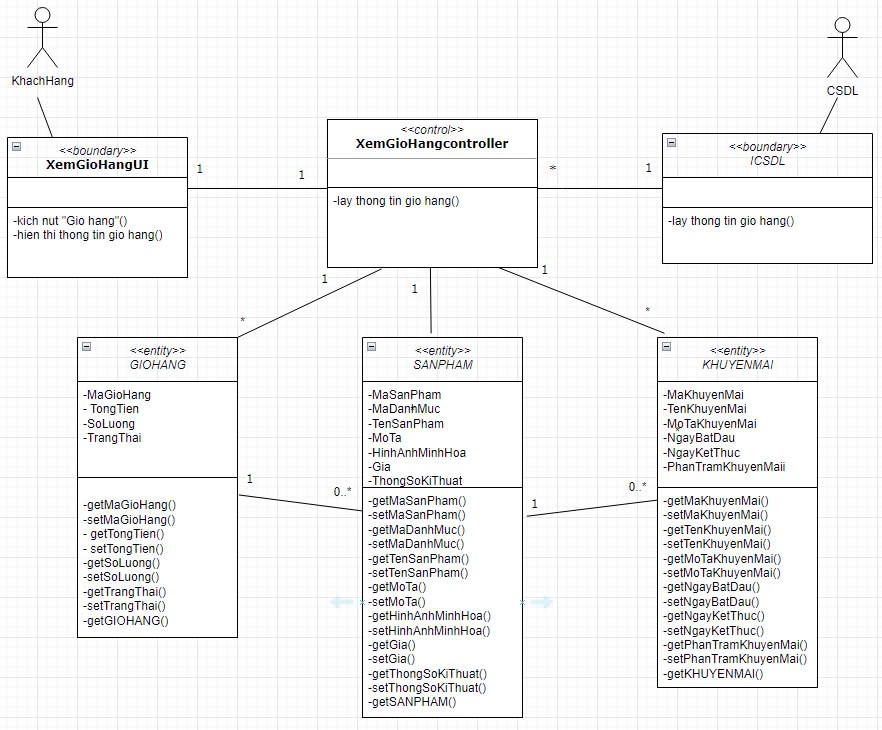 KhachHang
CSDL
<<boundary>>
XemGioHangUI
-kich nut "Gio hang"()
-hien thi thong tin gio hang()
1
1
<<control>>
XemGioHangcontroller
-lay thong tin gio hang()
*
1
<<boundary>>
ICSDL
-lay thong tin gio hang()
1
*
1
1
*
<<entity>>
GIOHANG
-MaGioHang
- TongTien
-SoLuong
-TrangThai
-getMaGioHang()
-setMaGioHang()
- getTongTien()
- setTongTien()
-getSoLuong()
-setSoLuong()
-getTrangThai()
-setTrangThai()
-getGIOHANG()
1
0..*
<<entity>>
SANPHAM
-MaSanPham
-MaDanhMuc
-TenSanPham
-MoTa
-HinhAnhMinhHoa
-Gia
-ThongSoKiThuat
-getMaSanPham()
-setMaSanPham()
-getMaDanhMuc()
-setMaDanhMuc()
-getTenSanPham()
-setTenSanPham()
-getMoTa()
-setMoTa()
-getHinhAnhMinhHoa()
-setHinhAnhMinhHoa()
-getGia()
-setGia()
-getThongSoKiThuat()
-setThongSoKiThuat()
-getSANPHAM()
1
0..*
<<entity>>
KHUYENMAI
-MaKhuyenMai
-TenKhuyenMai
-MoTaKhuyenMai
-NgayBatDau
-NgayKetThuc
-PhanTramKhuyenMaii
-getMaKhuyenMai()
-setMaKhuyenMai()
-getTenKhuyenMai()
-setTenKhuyenMai()
-getMoTaKhuyenMai()
-setMoTaKhuyenMai()
-getNgayBatDau()
-setNgayBatDau()
-getNgayKetThuc()
-setNgayKetThuc()
-getPhanTramKhuyenMai()
-setPhanTramKhuyenMai()
-getKHUYENMAI()